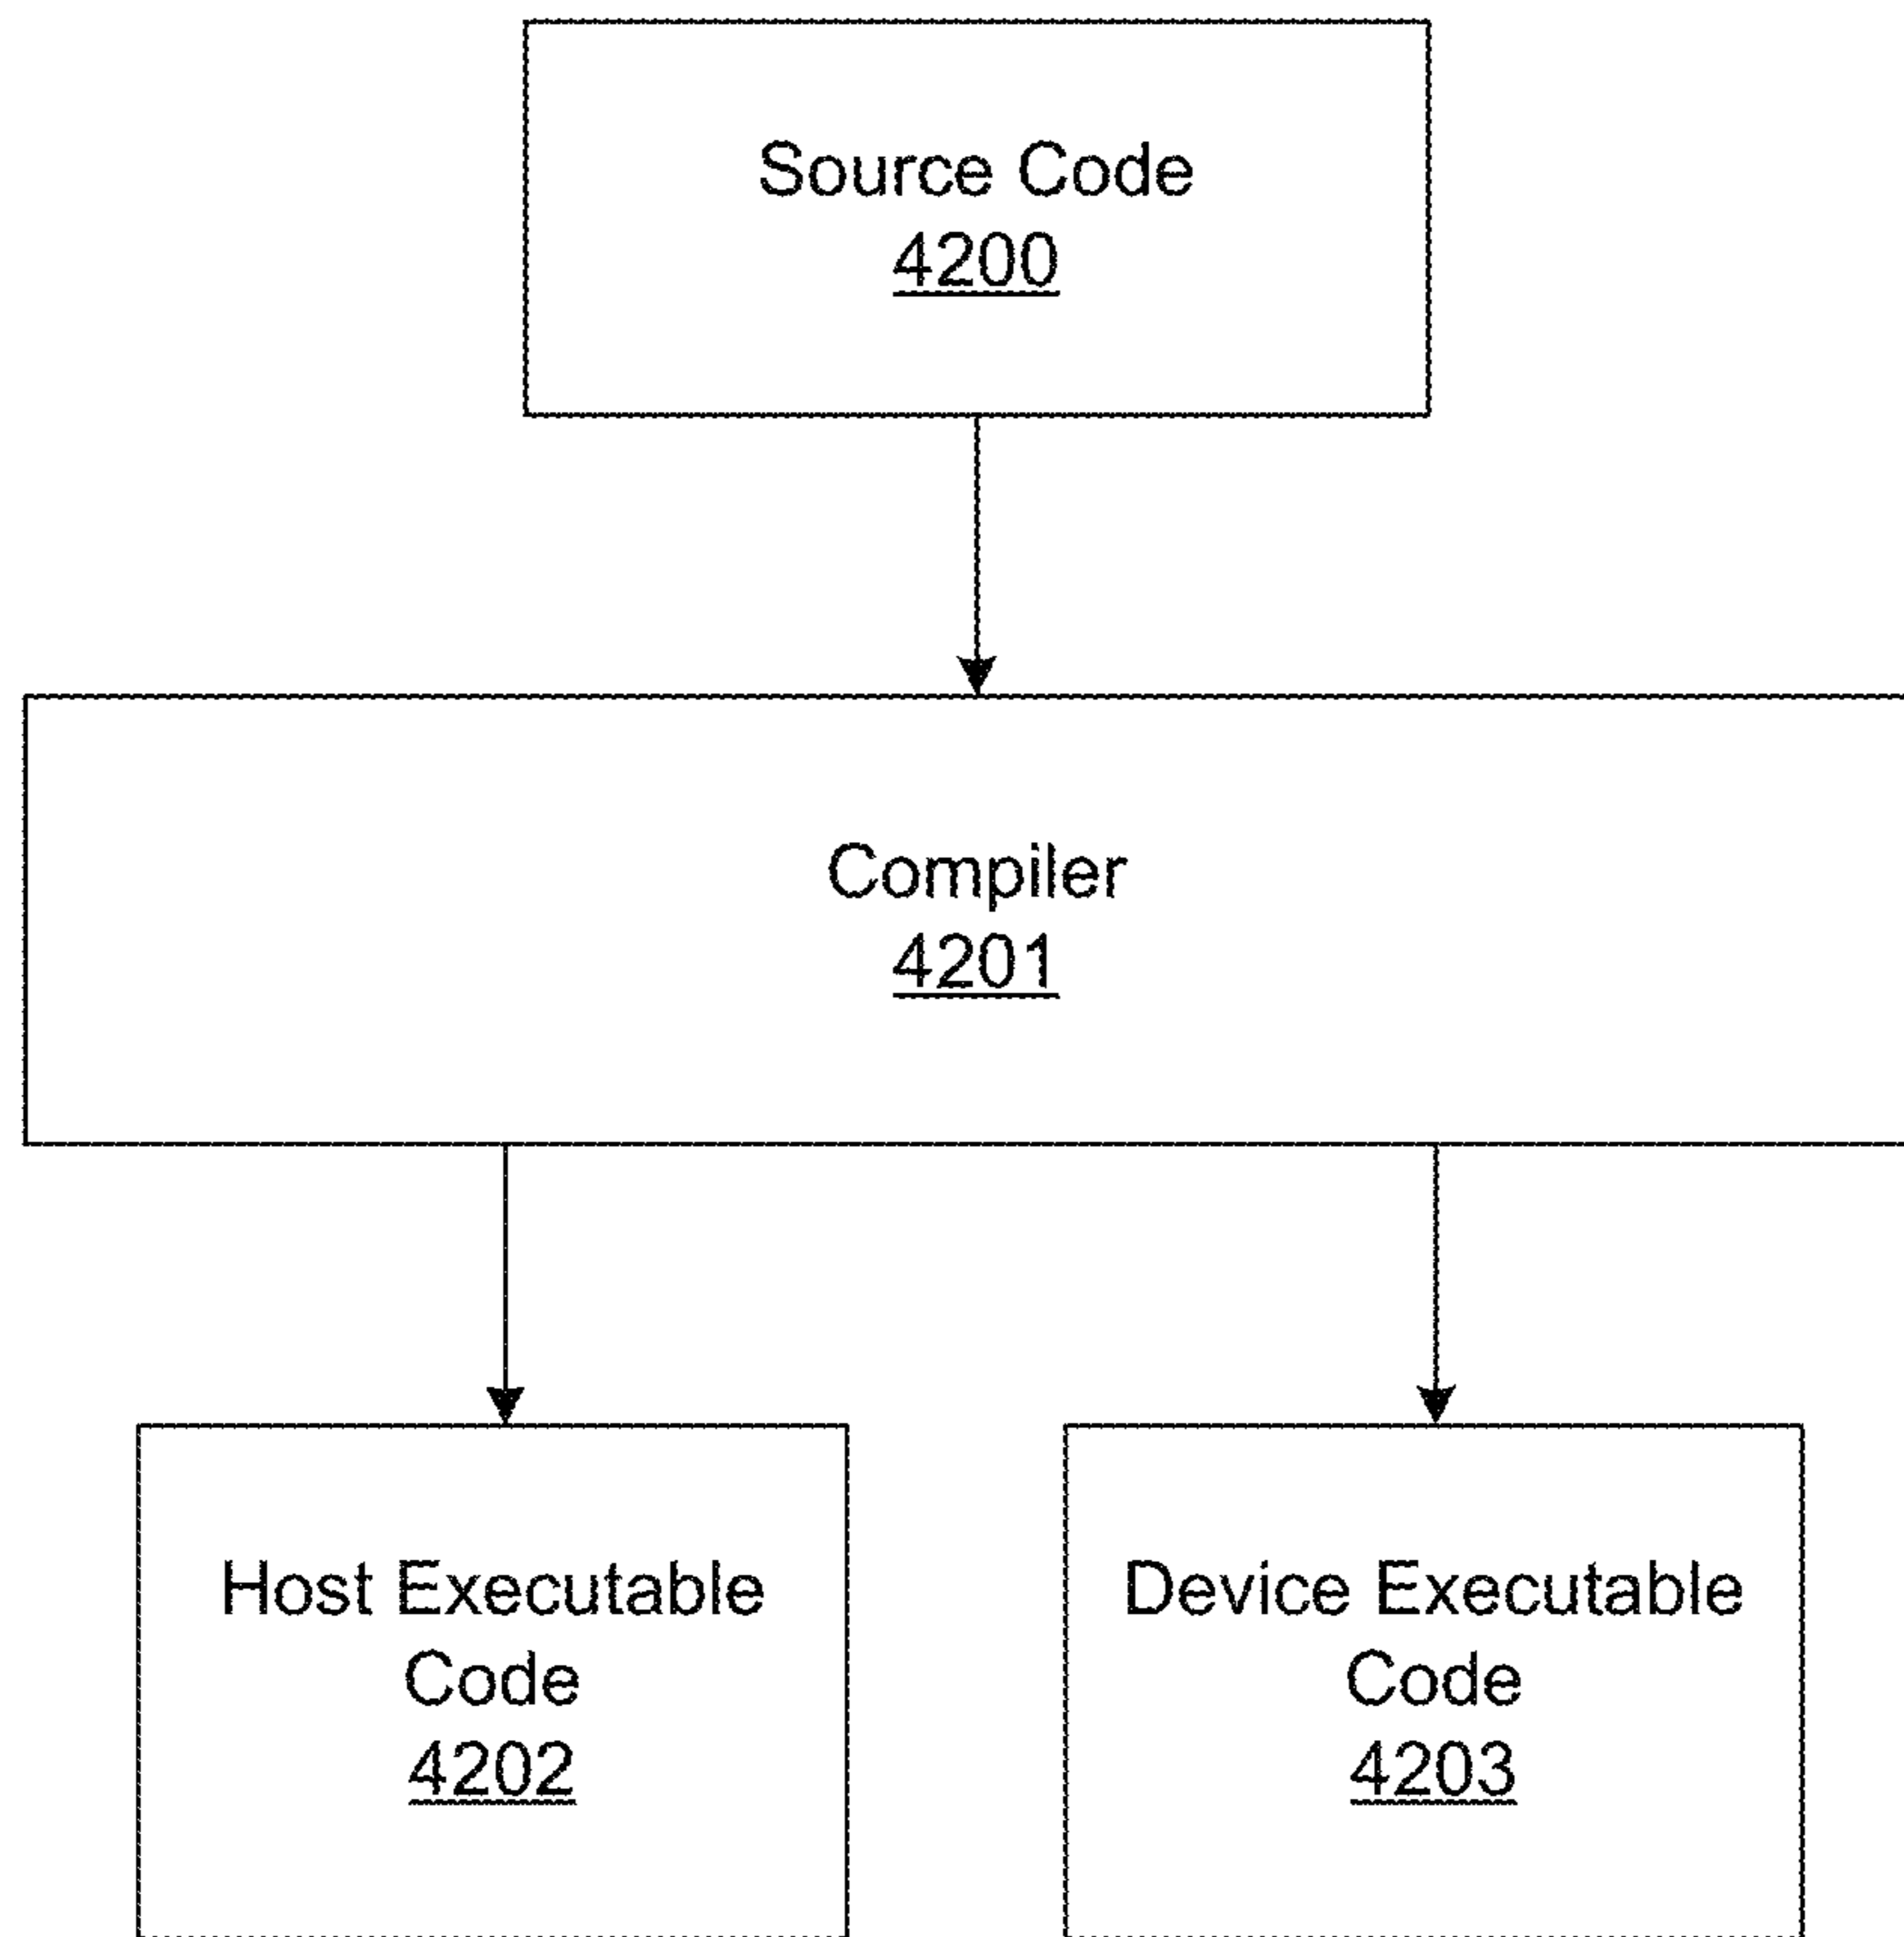 Source Code
4200
Compiler
4201
Host Executable
Code
4202
Device Executable
Code
4203